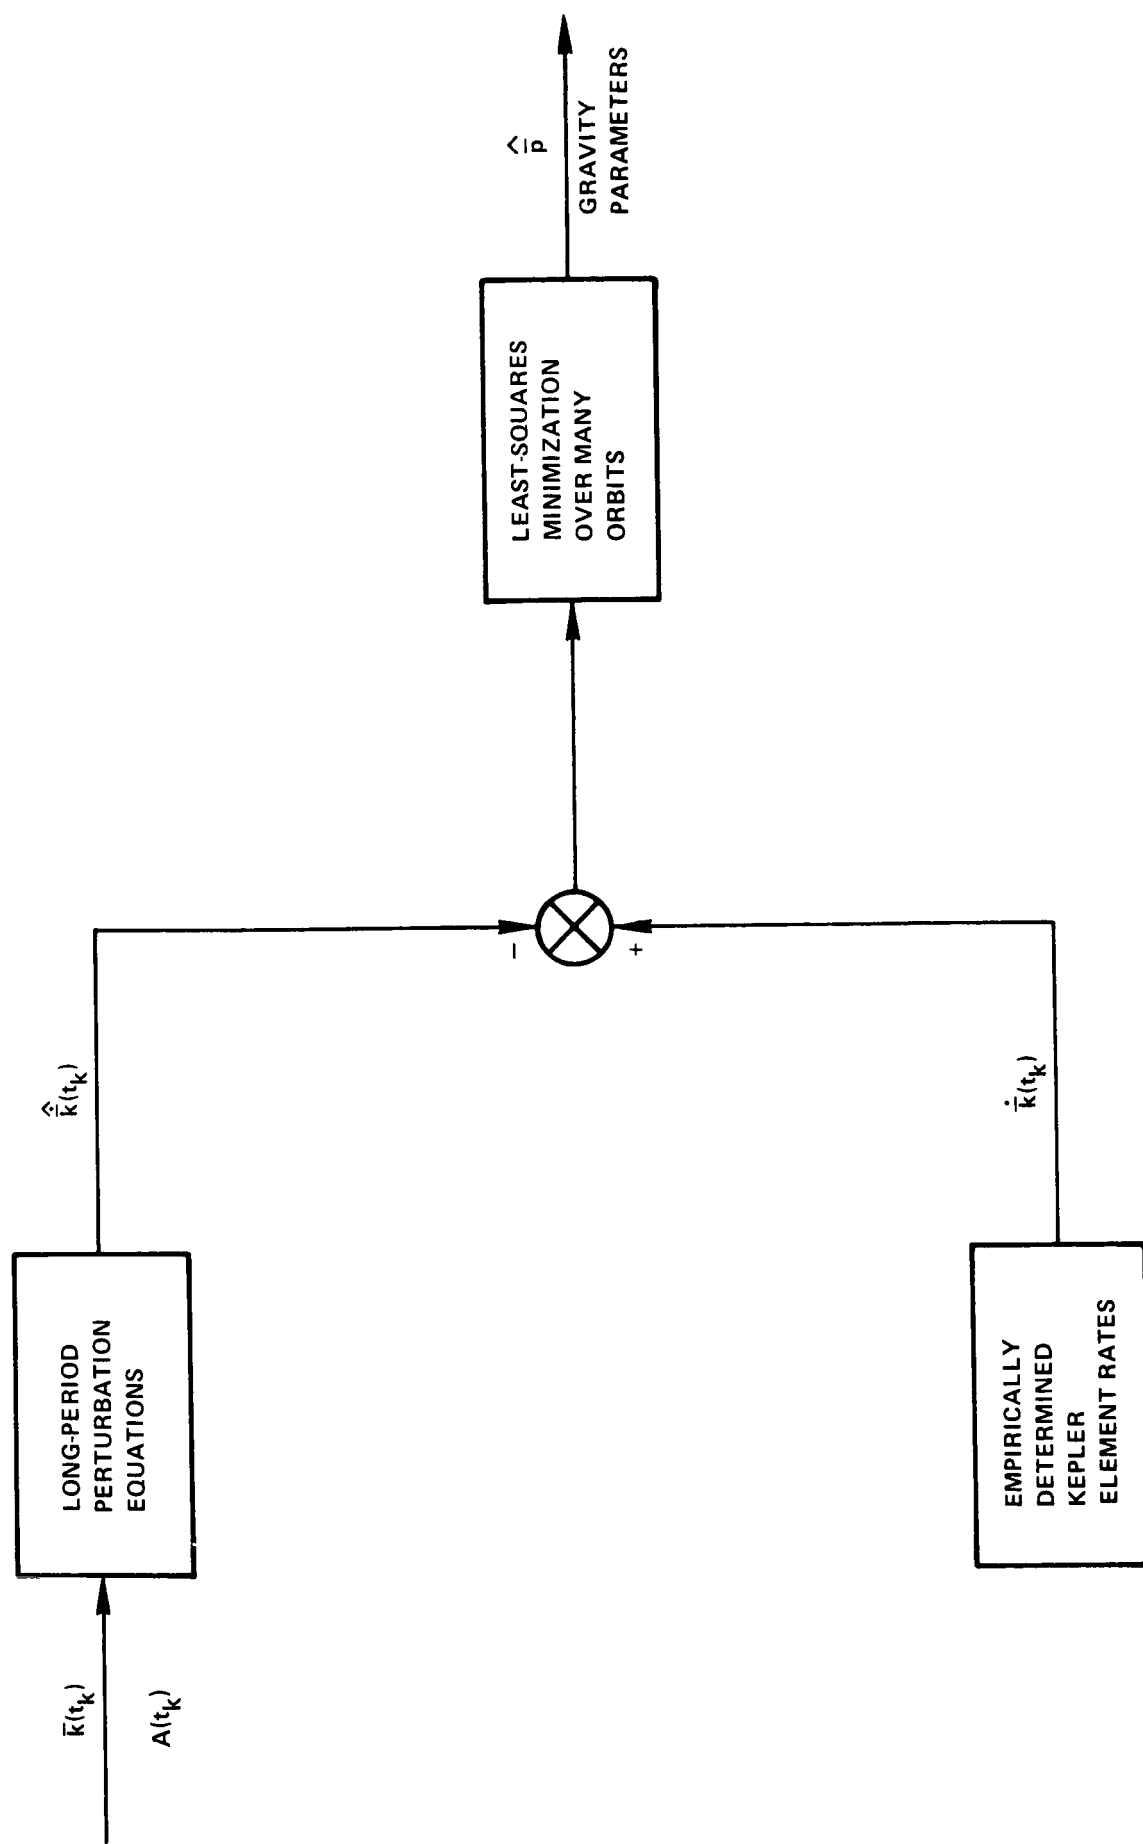 k̄(t_k)
A(t_k)
LONG-PERIOD
PERTURBATION
EQUATIONS
k̄̇̂(t_k)
EMPIRICALLY
DETERMINED
KEPLER
ELEMENT RATES
k̄̇(t_k)
−
+
LEAST-SQUARES
MINIMIZATION
OVER MANY
ORBITS
p̄̂
GRAVITY
PARAMETERS